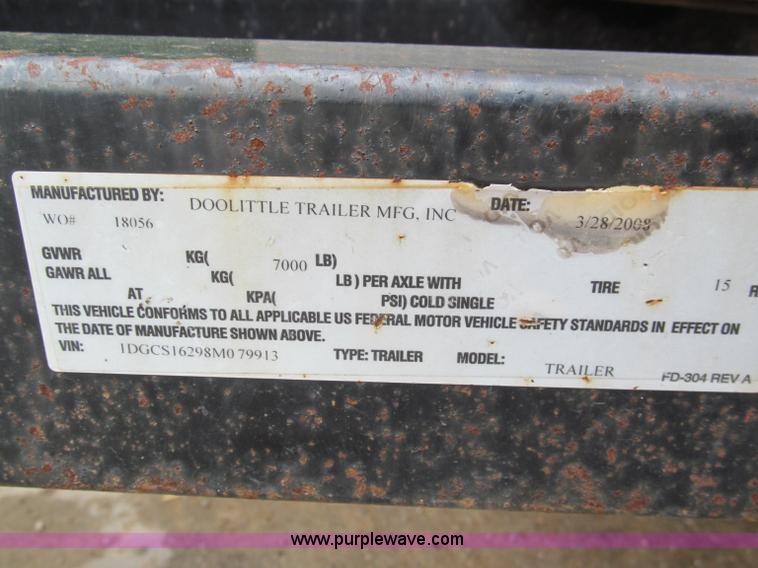 MANUFACTURED BY: DOOLITTLE TRAILER MFG, INC DATE: 3/28/2008
WO# 18056
GVWR KG( 7000 LB)
GAWR ALL KG( LB) PER AXLE WITH TIRE 15 R
AT KPA( PSI) COLD SINGLE
THIS VEHICLE CONFORMS TO ALL APPLICABLE US FEDERAL MOTOR VEHICLE SAFETY STANDARDS IN EFFECT ON
THE DATE OF MANUFACTURE SHOWN ABOVE.
VIN: 1DGCS16298M079913 TYPE: TRAILER MODEL: TRAILER
FD-304 REV A
www.purplewave.com